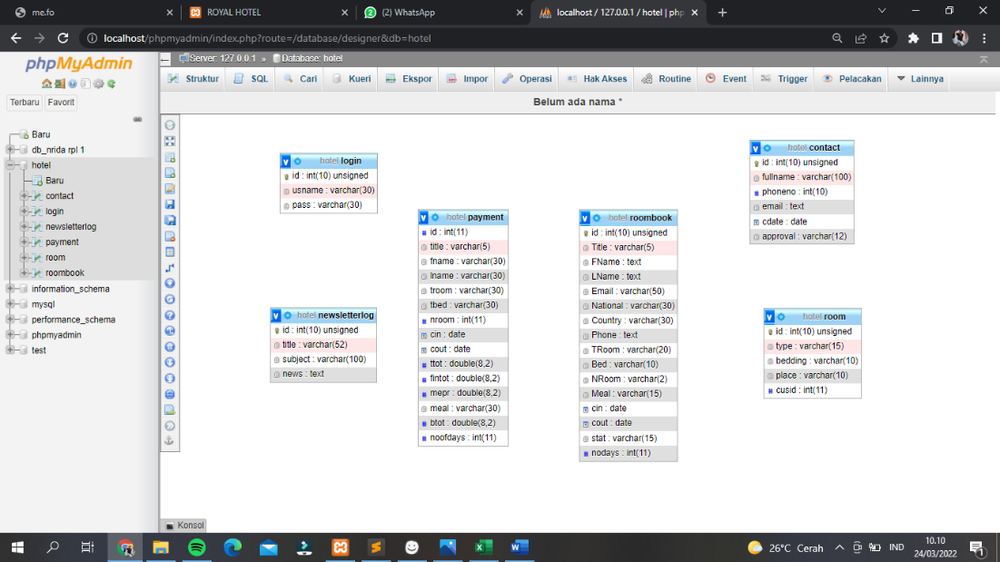 me.fo
ROYAL HOTEL
(2) WhatsApp
localhost / 127.0.0.1 / hotel | php
localhost/phpmyadmin/index.php?route=/database/designer&db=hotel
phpMyAdmin
Terbaru
Favorit
Baru
db_nrida rpl 1
hotel
Baru
contact
login
newsletterlog
payment
room
roombook
information_schema
mysql
performance_schema
phpmyadmin
test
Server: 127.0.0.1 » Database: hotel
Struktur
SQL
Cari
Kueri
Ekspor
Impor
Operasi
Hak Akses
Routine
Event
Trigger
Pelacakan
Lainnya
Belum ada nama *
hotel login
id : int(10) unsigned
usname : varchar(30)
pass : varchar(30)
hotel newsletterlog
id : int(10) unsigned
title : varchar(52)
subject : varchar(100)
news : text
hotel payment
id : int(11)
title : varchar(5)
fname : varchar(30)
lname : varchar(30)
troom : varchar(30)
tbed : varchar(30)
nroom : int(11)
cin : date
cout : date
ttot : double(8,2)
fintot : double(8,2)
mepr : double(8,2)
meal : varchar(30)
btot : double(8,2)
noofdays : int(11)
hotel roombook
id : int(10) unsigned
Title : varchar(5)
FName : text
LName : text
Email : varchar(50)
National : varchar(30)
Country : varchar(30)
Phone : text
TRoom : varchar(20)
Bed : varchar(10)
NRoom : varchar(2)
Meal : varchar(15)
cin : date
cout : date
stat : varchar(15)
nodays : int(11)
hotel contact
id : int(10) unsigned
fullname : varchar(100)
phoneno : int(10)
email : text
cdate : date
approval : varchar(12)
hotel room
id : int(10) unsigned
type : varchar(15)
bedding : varchar(10)
place : varchar(10)
cusid : int(11)
Konsol
26°C Cerah
IND
10.10
24/03/2022
1